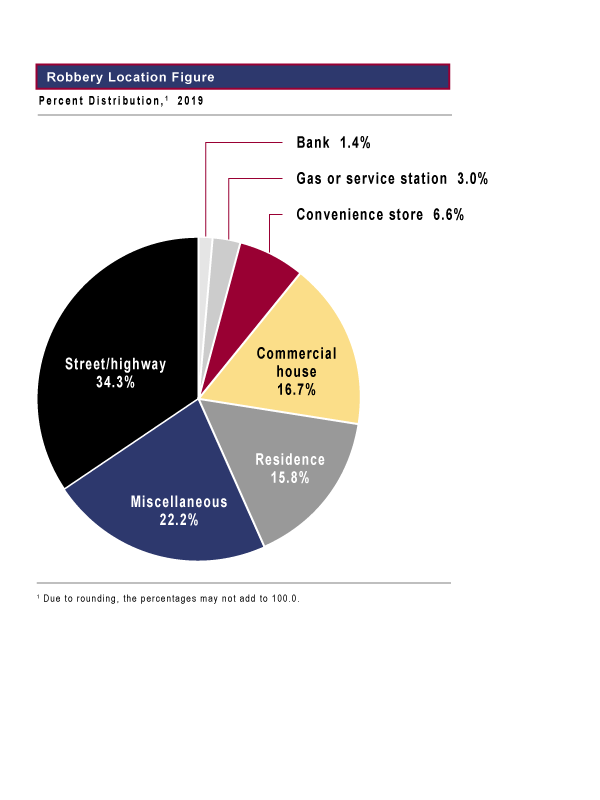 Robbery Location Figure
Percent Distribution,¹ 2019
Bank 1.4%
Gas or service station 3.0%
Convenience store 6.6%
Commercial
house
16.7%
Street/highway
34.3%
Residence
15.8%
Miscellaneous
22.2%
¹ Due to rounding, the percentages may not add to 100.0.